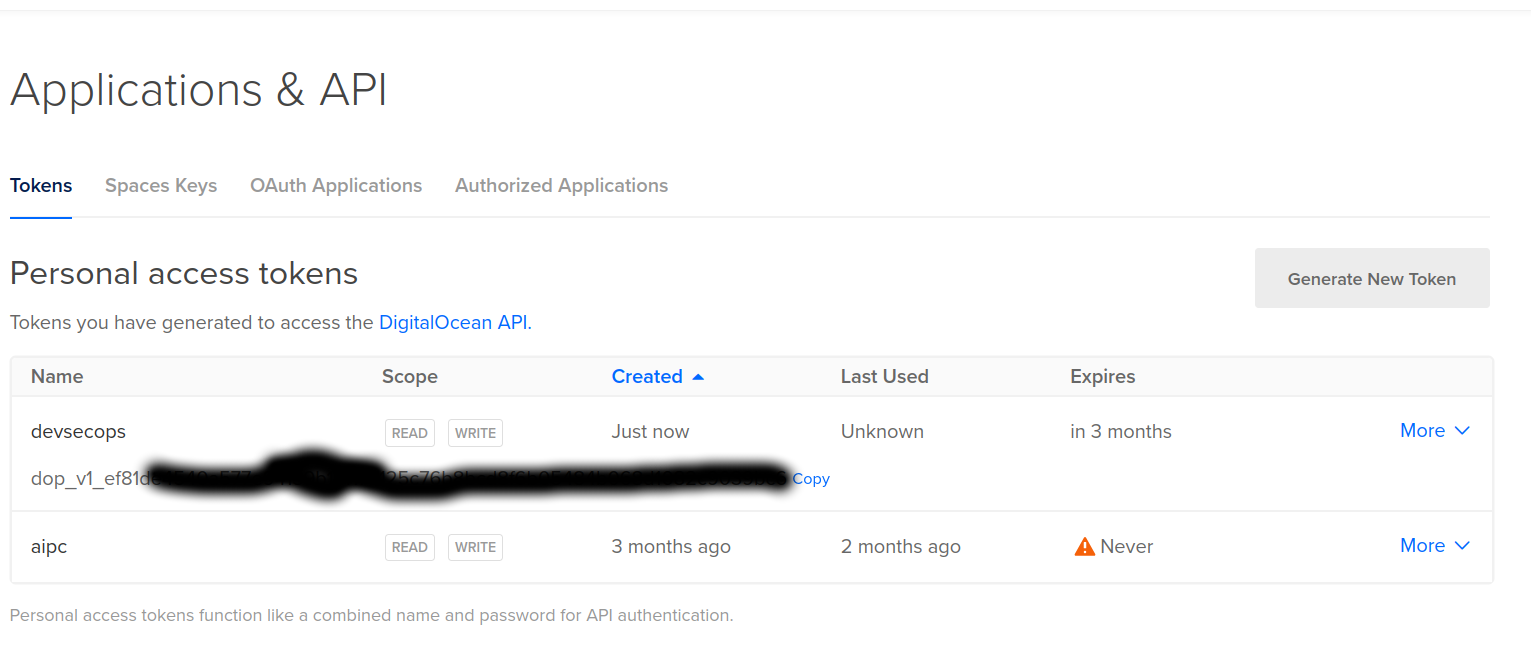 Applications & API
Tokens Spaces Keys OAuth Applications Authorized Applications
Personal access tokens
Generate New Token
Tokens you have generated to access the DigitalOcean API.
Name Scope Created Last Used Expires
devsecops READ WRITE Just now Unknown in 3 months More
dop_v1_ef81d Copy
aipc READ WRITE 3 months ago 2 months ago Never More
Personal access tokens function like a combined name and password for API authentication.